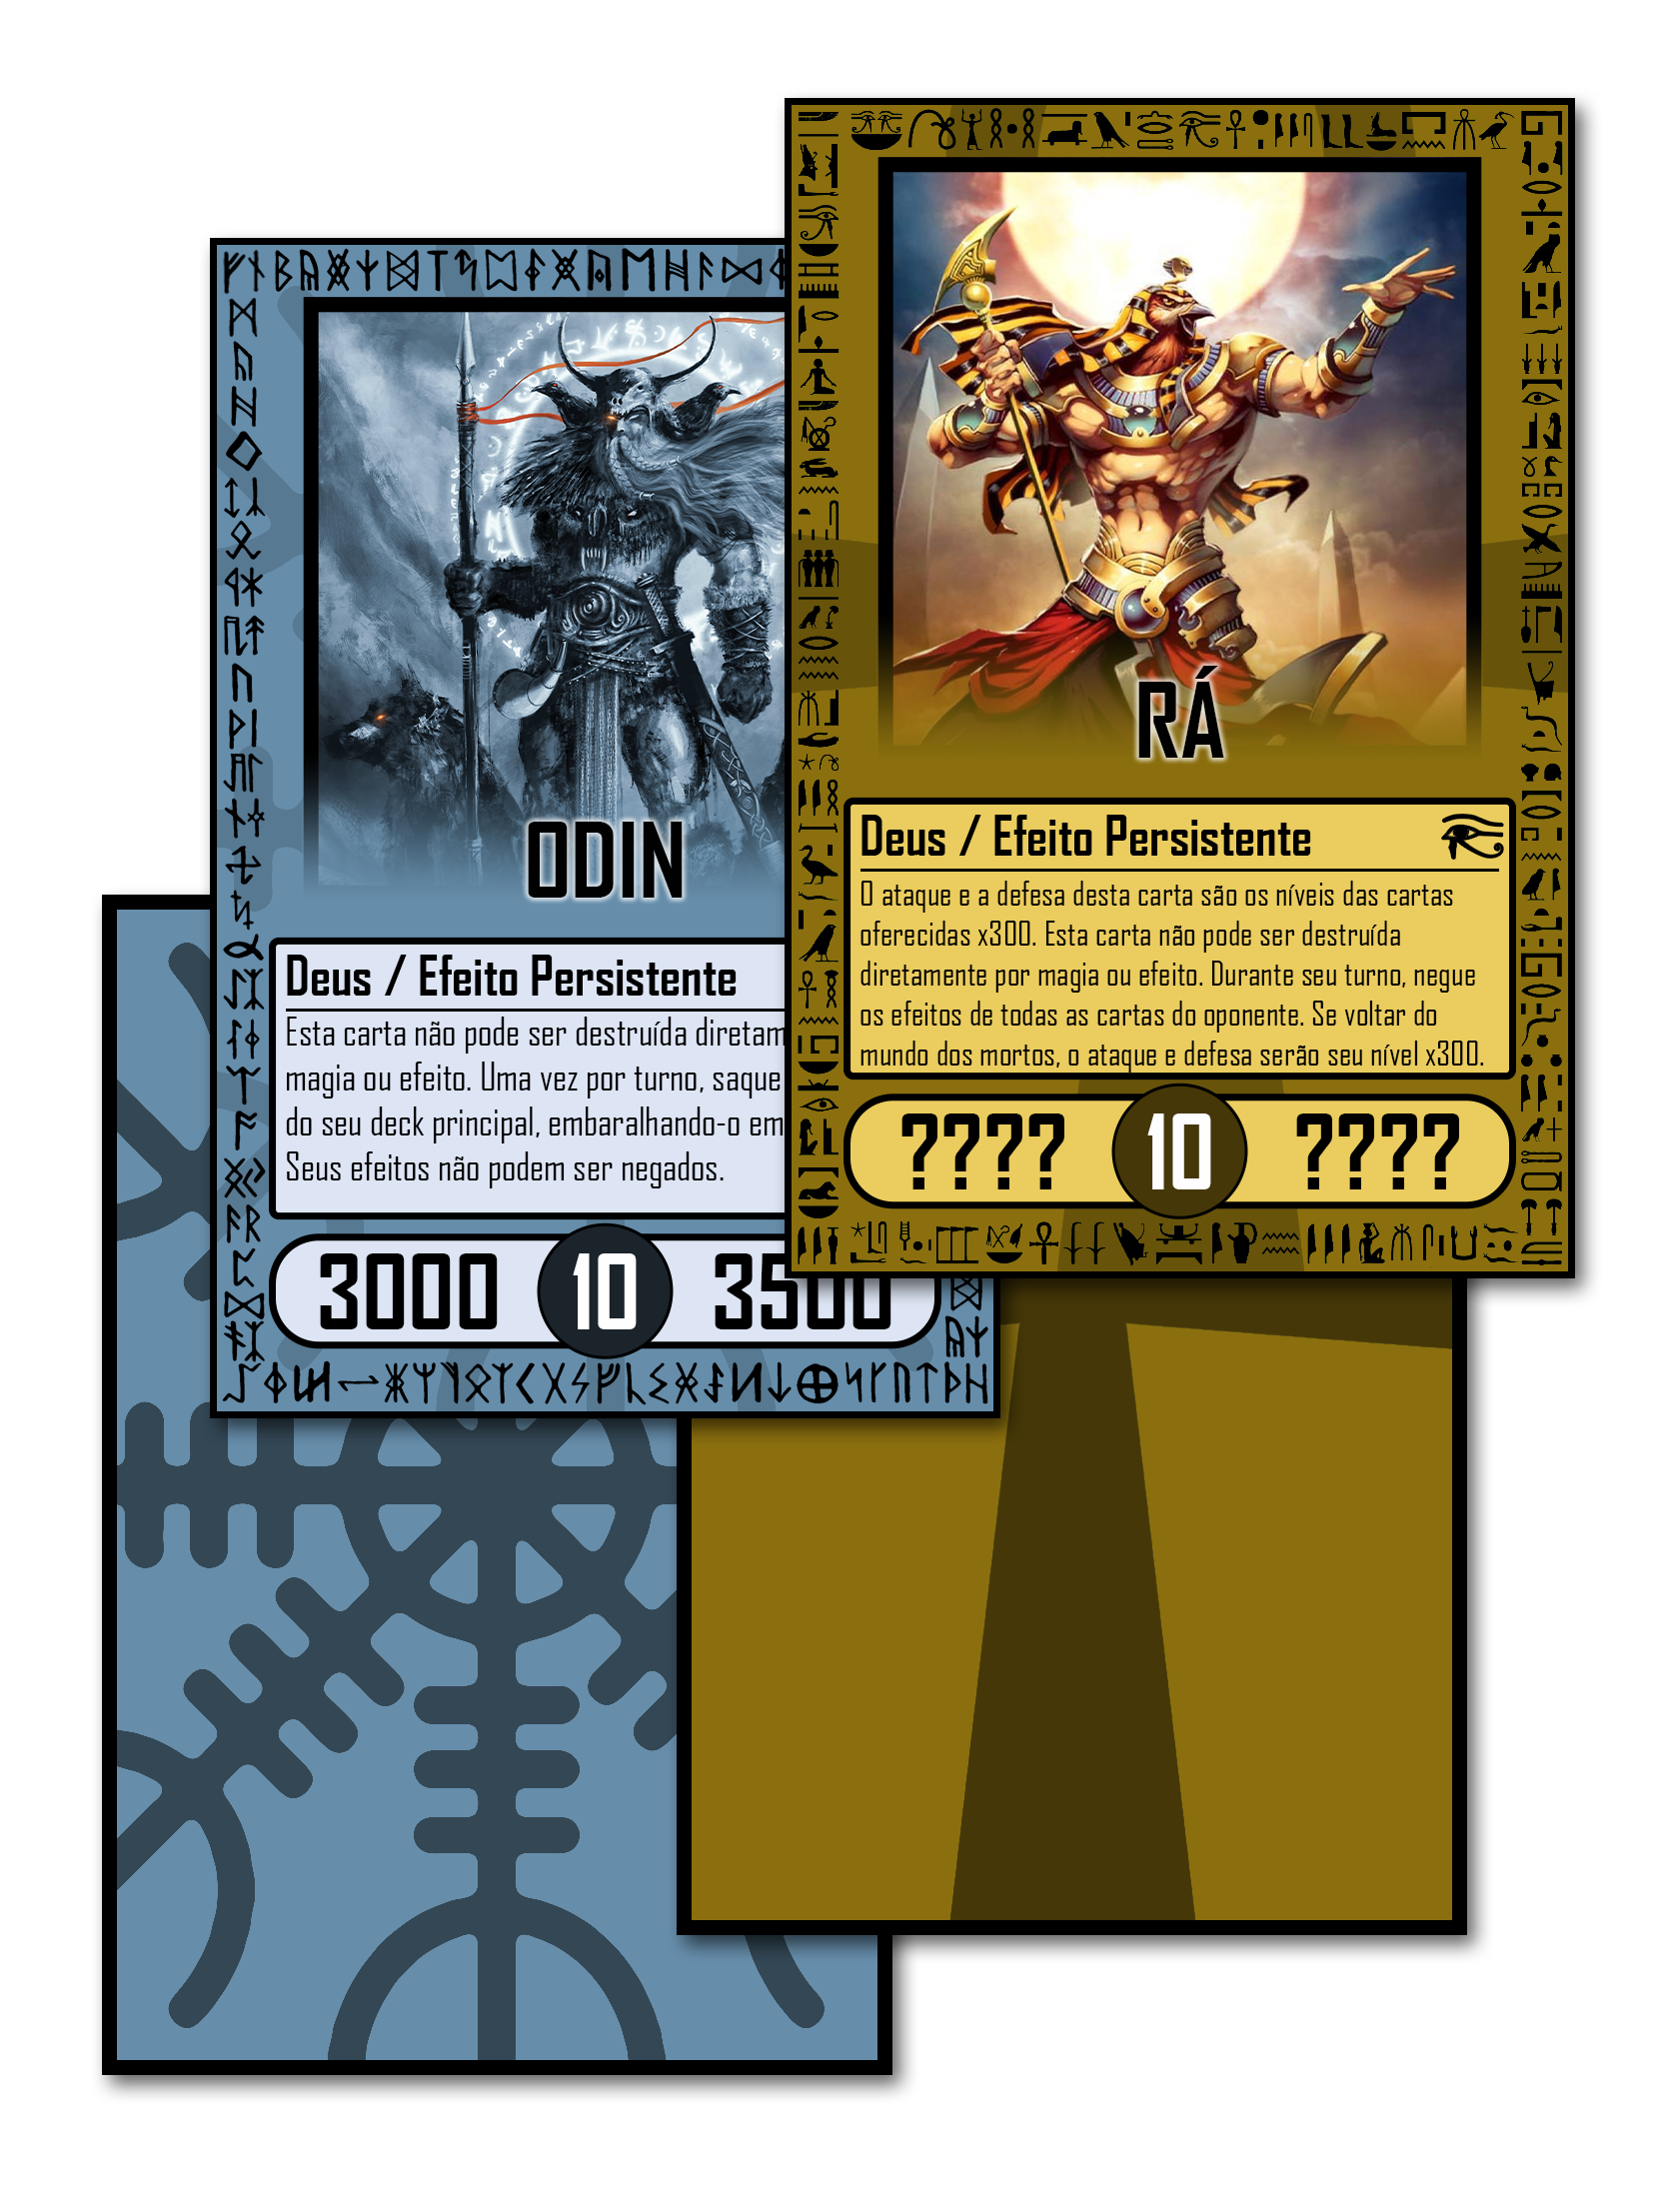 ODIN
Deus / Efeito Persistente
Esta carta não pode ser destruída
magia ou efeito. Uma vez por turno, saque
do seu deck principal, embaralhando-o em
Seus efeitos não podem ser negados.
3000 10 3500
RÁ
Deus / Efeito Persistente
O ataque e a defesa desta carta são os níveis das cartas
oferecidas x300. Esta carta não pode ser destruída
diretamente por magia ou efeito. Durante seu turno, negue
os efeitos de todas as cartas do oponente. Se voltar do
mundo dos mortos, o ataque e defesa serão seu nível x300.
???? 10 ????